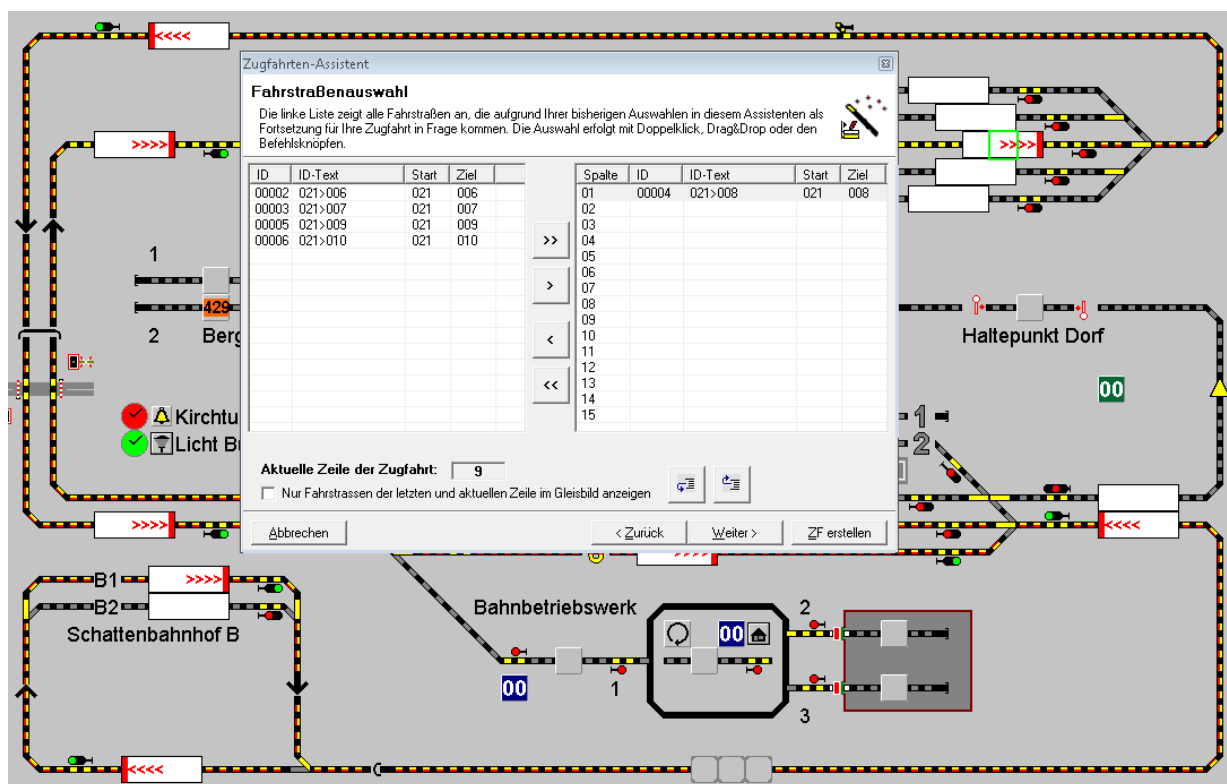 <<<<
Zugfahrten-Assistent
Fahrstraßenauswahl
Die linke Liste zeigt alle Fahrstraßen an, die aufgrund Ihrer bisherigen Auswahlen in diesem Assistenten als
Fortsetzung für Ihre Zugfahrt in Frage kommen. Die Auswahl erfolgt mit Doppelklick, Drag&Drop oder den
Befehlsknöpfen.
>>>>
>>>>
ID ID-Text Start Ziel
00002 021>006 021 006
00003 021>007 021 007
00005 021>009 021 009
00006 021>010 021 010
>>
>
<
<<
Spalte ID ID-Text Start Ziel
01 00004 021>008 021 008
02
03
04
05
06
07
08
09
10
11
12
13
14
15
1
429
2 Berg
Haltepunkt Dorf
00
Kirchtu
Licht B
1
2
Aktuelle Zeile der Zugfahrt: 9
Nur Fahrstrassen der letzten und aktuellen Zeile im Gleisbild anzeigen
Abbrechen
< Zurück
Weiter >
ZF erstellen
>>>>
<<<<
B1
>>>>
B2
Schattenbahnhof B
Bahnbetriebswerk
2
00
00
1
3
<<<<